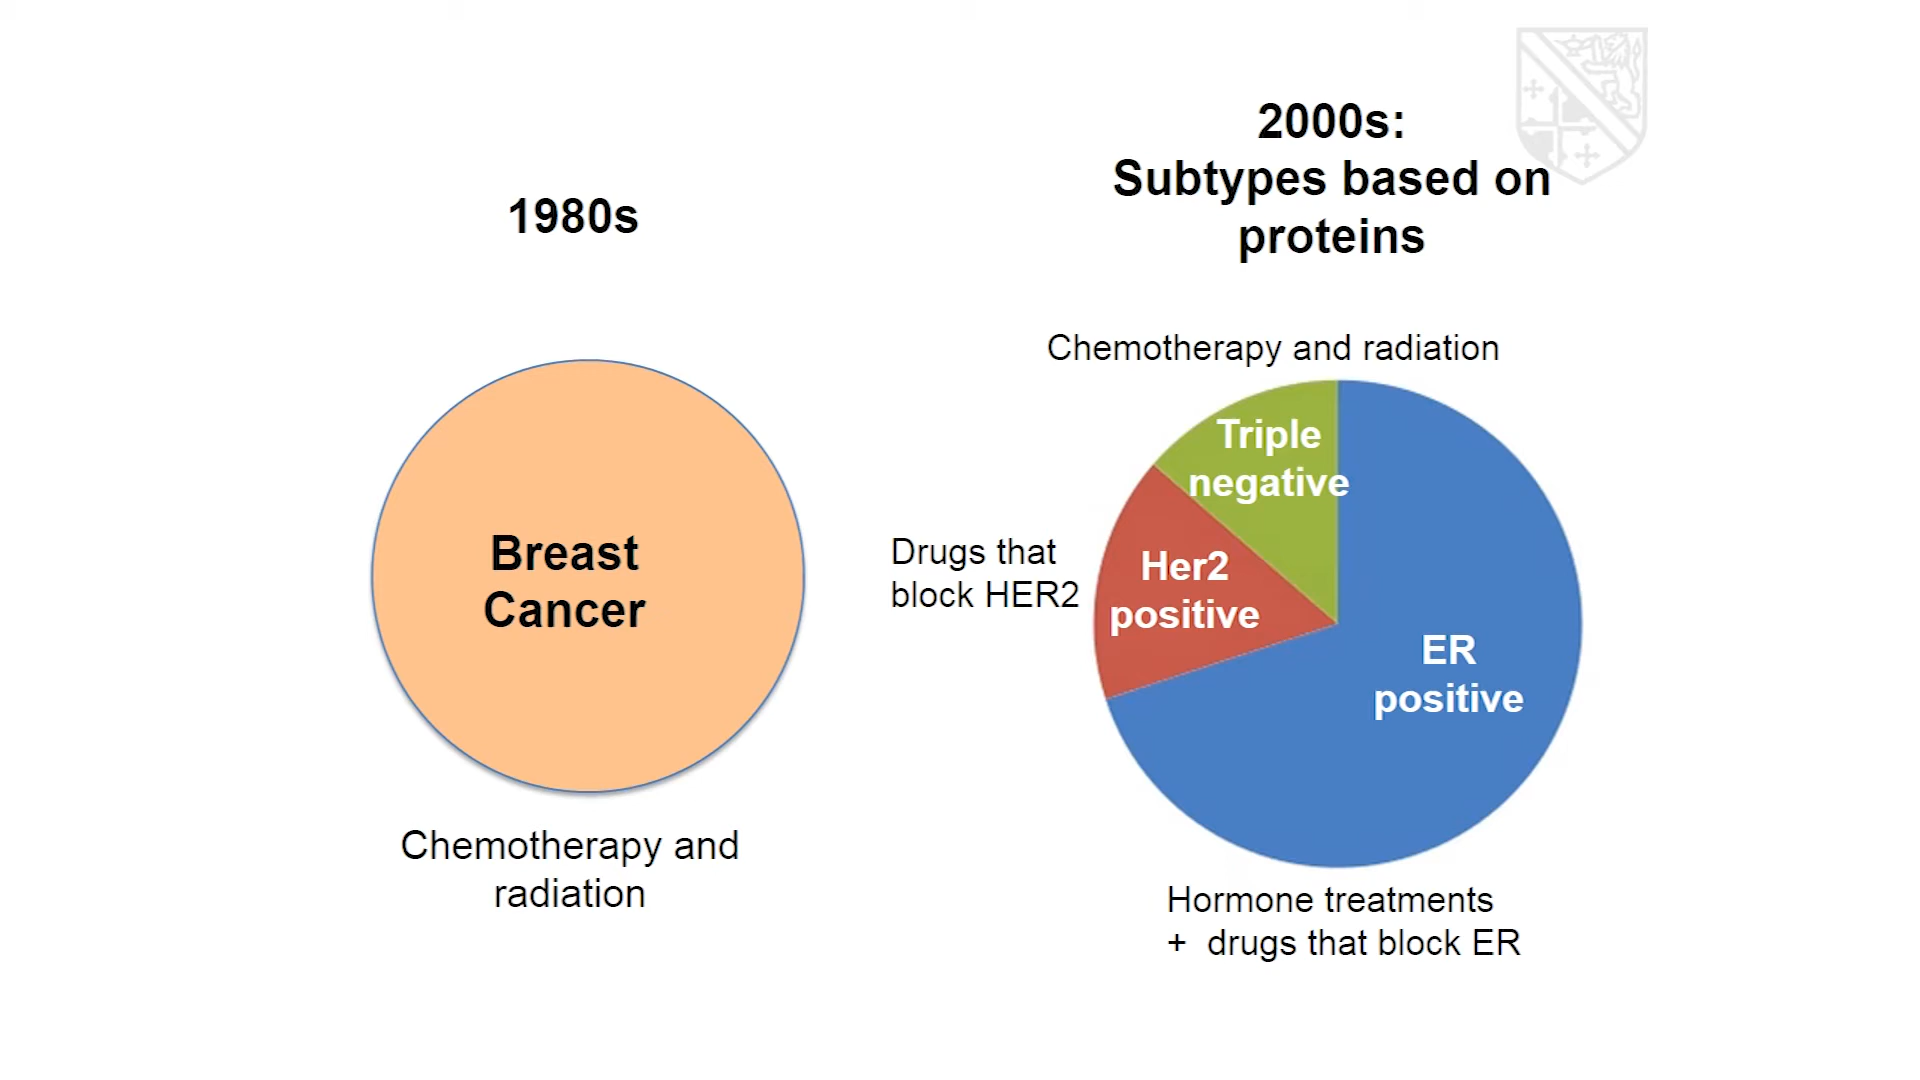 1980s
Breast
Cancer
Chemotherapy and
radiation
2000s:
Subtypes based on
proteins
Chemotherapy and radiation
Triple
negative
Drugs that
block HER2
Her2
positive
ER
positive
Hormone treatments
+ drugs that block ER